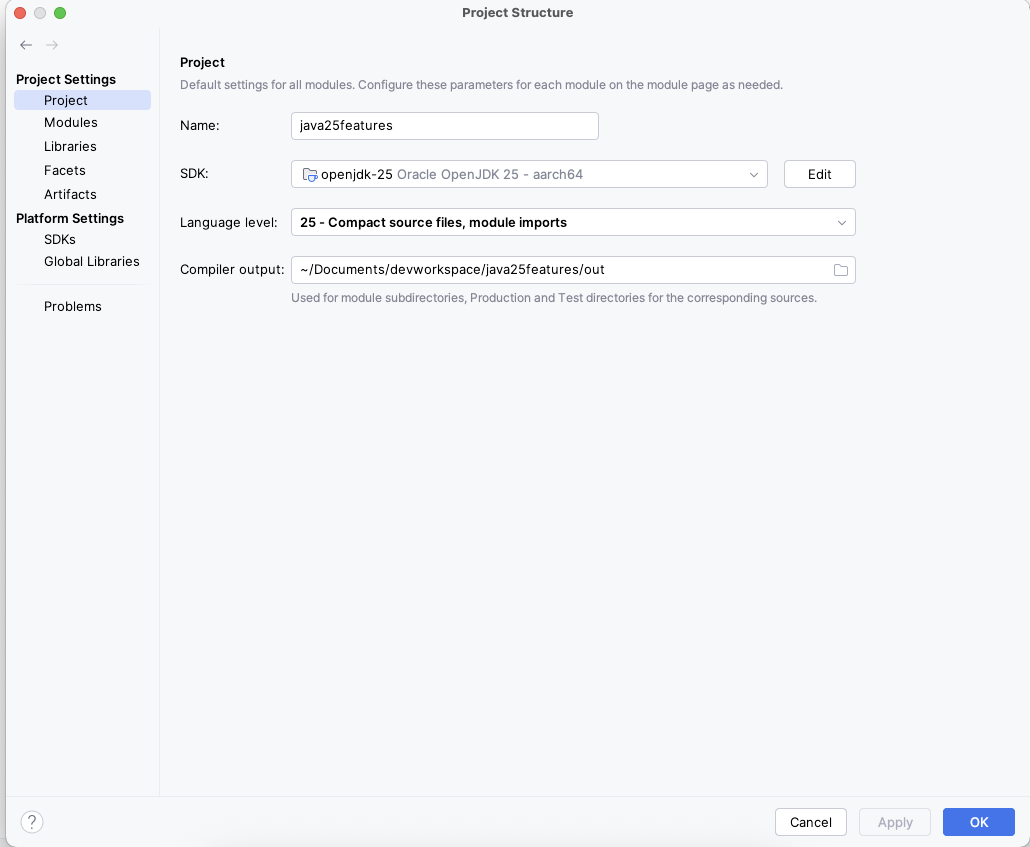 Project Structure
Project Settings
Project
Modules
Libraries
Facets
Artifacts
Platform Settings
SDKs
Global Libraries
Problems
Project
Default settings for all modules. Configure these parameters for each module on the module page as needed.
Name: java25features
SDK: openjdk-25 Oracle OpenJDK 25 - aarch64 Edit
Language level: 25 - Compact source files, module imports
Compiler output: ~/Documents/devworkspace/java25features/out
Used for module subdirectories, Production and Test directories for the corresponding sources.
? Cancel Apply OK